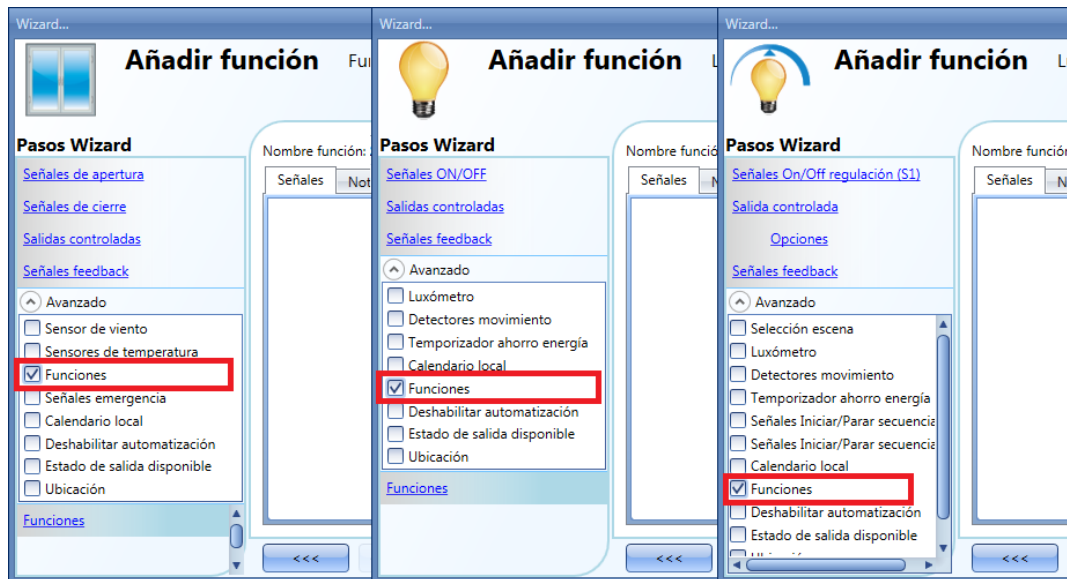 Wizard...
Añadir función
Pasos Wizard
Señales de apertura
Señales de cierre
Salidas controladas
Señales feedback
Avanzado
Sensor de viento
Sensores de temperatura
Funciones
Señales emergencia
Calendario local
Deshabilitar automatización
Estado de salida disponible
Ubicación
Funciones
Nombre función:
Señales
<<<
Wizard...
Añadir función
Pasos Wizard
Señales ON/OFF
Salidas controladas
Señales feedback
Avanzado
Luxómetro
Detectores movimiento
Temporizador ahorro energía
Calendario local
Funciones
Deshabilitar automatización
Estado de salida disponible
Ubicación
Funciones
Nombre
Señales
<<<
Wizard...
Añadir función
Pasos Wizard
Señales On/Off regulación (S1)
Salida controlada
Opciones
Señales feedback
Avanzado
Selección escena
Luxómetro
Detectores movimiento
Temporizador ahorro energía
Señales Iniciar/Parar secuencia
Señales Iniciar/Parar secuencia
Calendario local
Funciones
Deshabilitar automatización
Estado de salida disponible
Nombre función
Señales
<<<